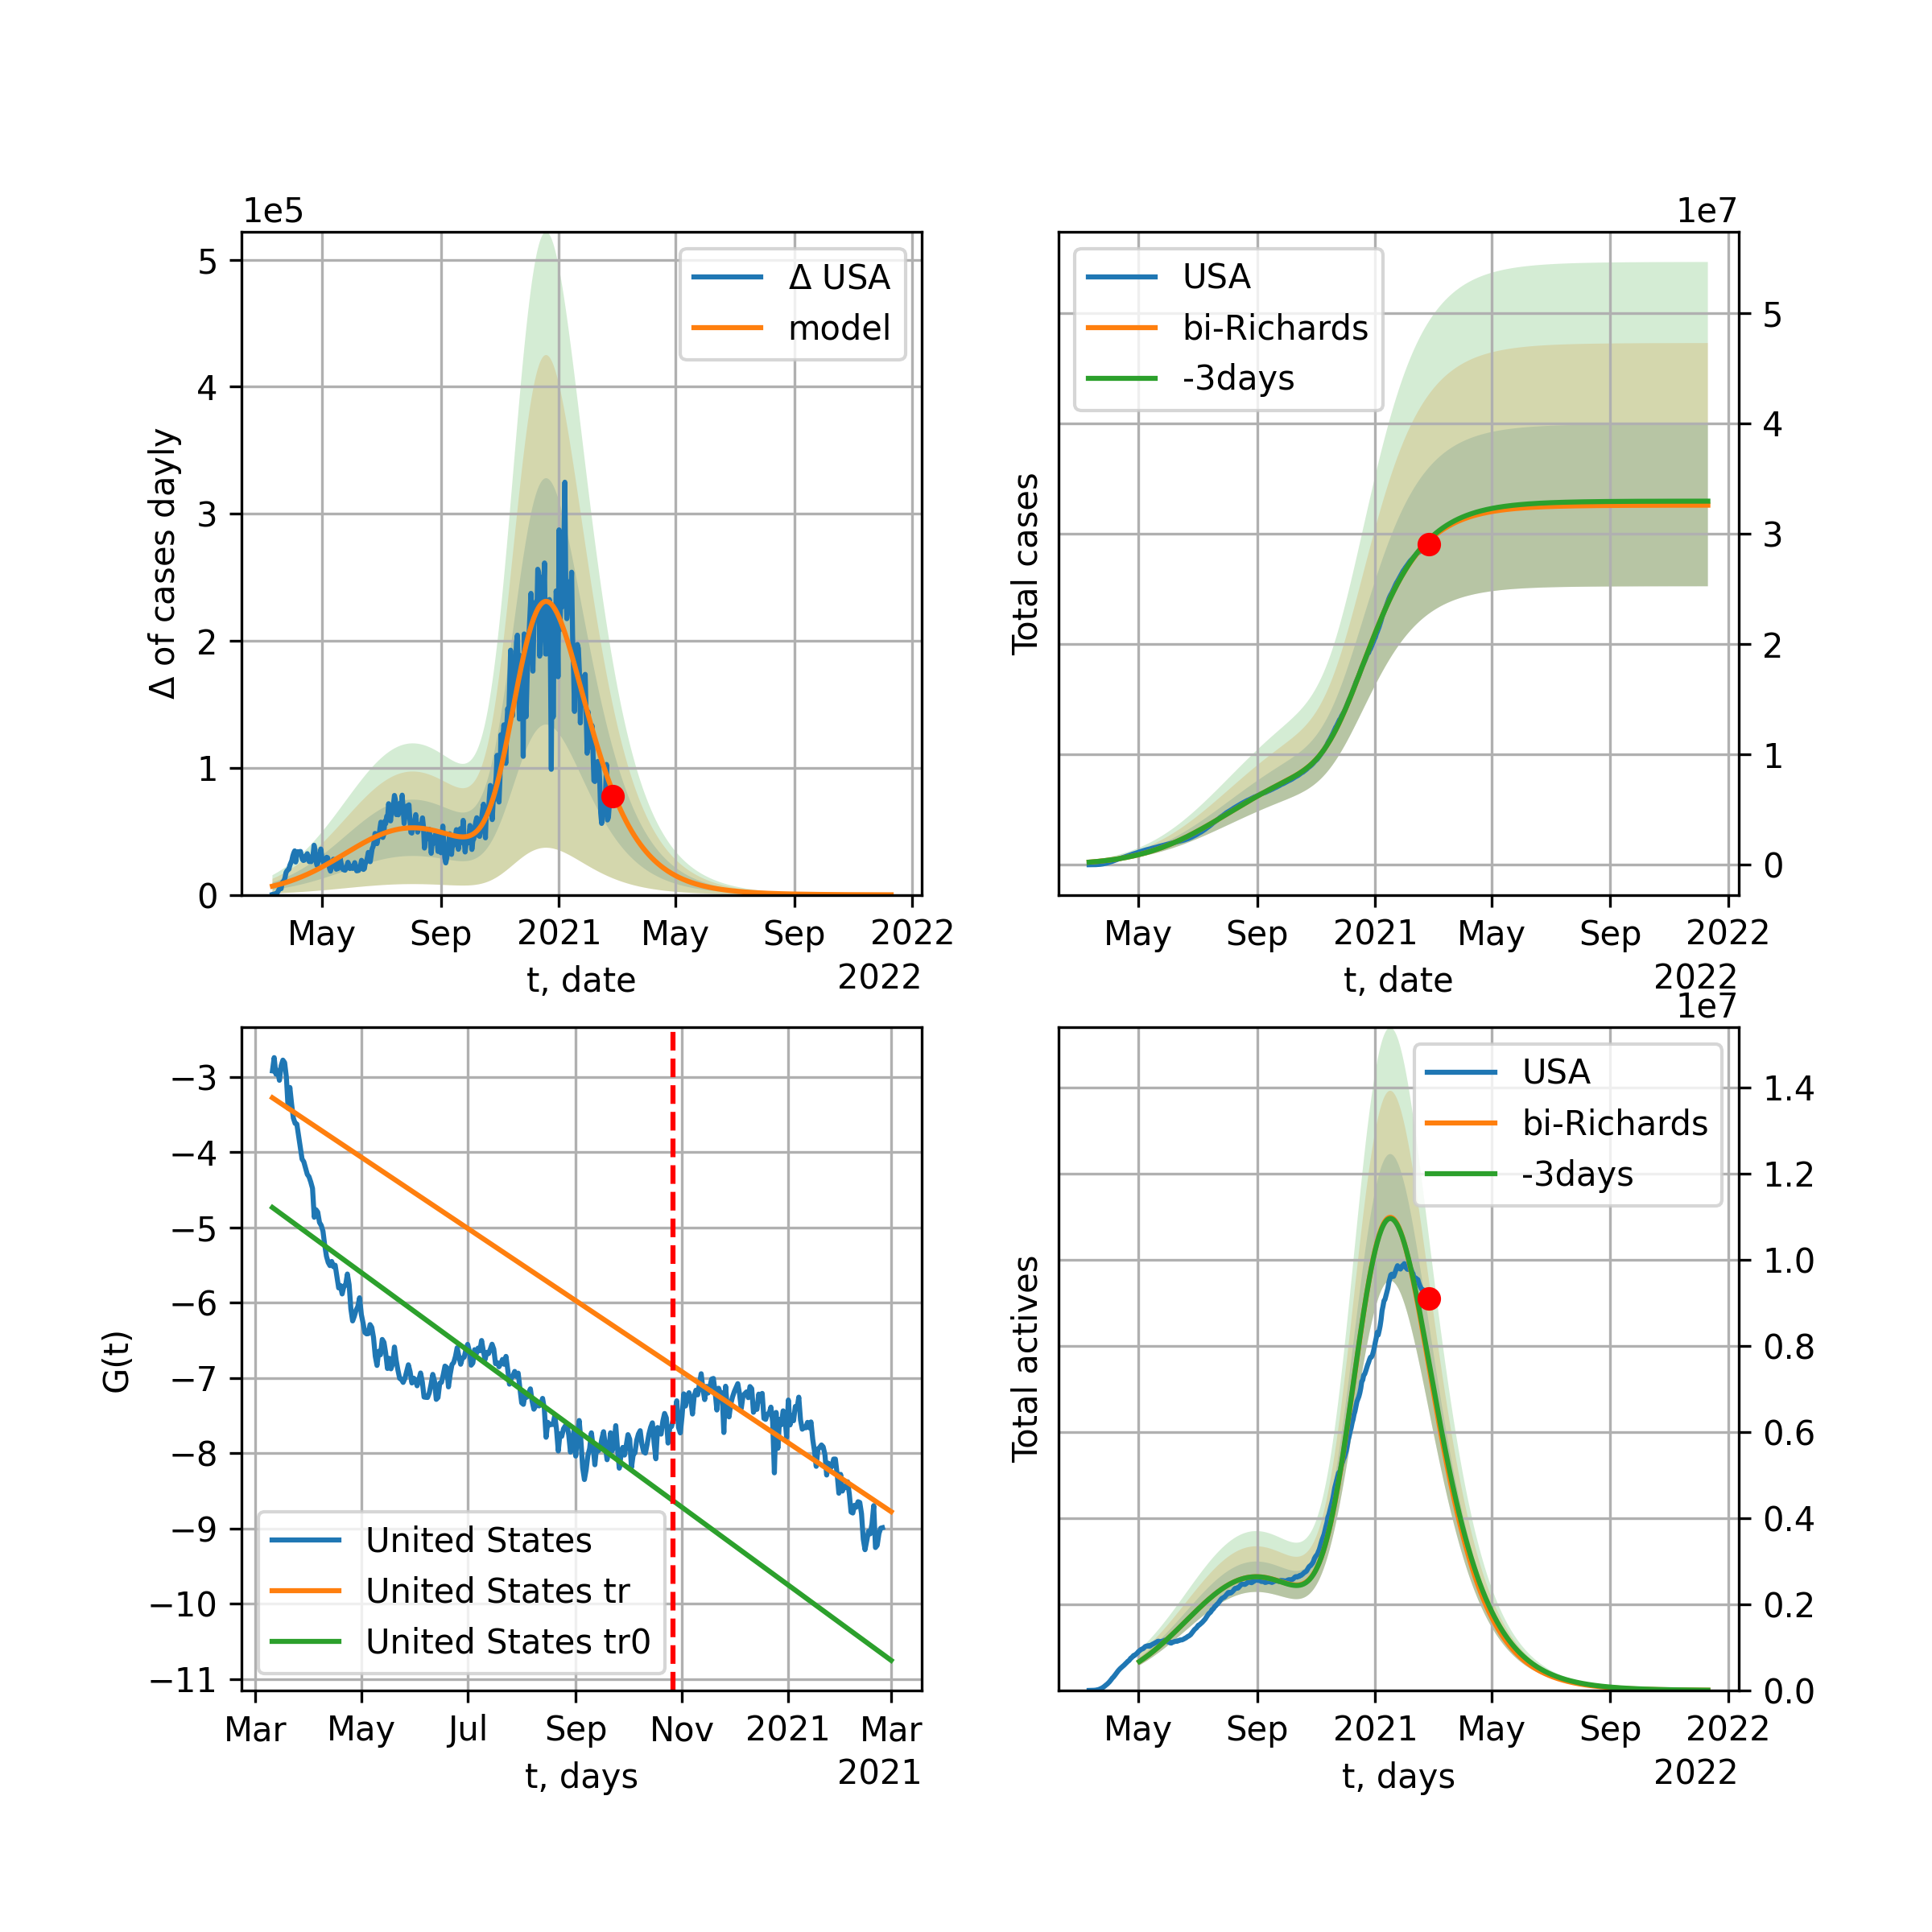 1e5
5
4
3
2
1
0
Δ of cases dayly
Δ USA
model
May Sep 2021 May Sep 2022
t, date
2022
1e7
USA
bi-Richards
-3days
Total cases
5
4
3
2
1
0
May Sep 2021 May Sep 2022
t, date
2022
−3
−4
−5
−6
−7
−8
−9
−10
−11
G(t)
United States
United States tr
United States tr0
Mar May Jul Sep Nov 2021 Mar
t, days
2021
1e7
USA
bi-Richards
-3days
Total actives
1.4
1.2
1.0
0.8
0.6
0.4
0.2
0.0
May Sep 2021 May Sep 2022
t, days
2022